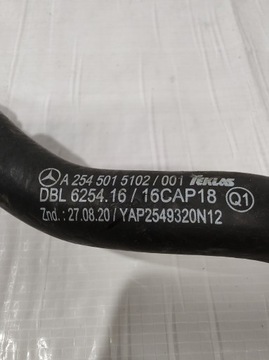 A 254 501 5102 / 001 TEKLAS
DBL 6254.16 / 16CAP18 Q1
Znd. : 27.08.20 / YAP2549320N12